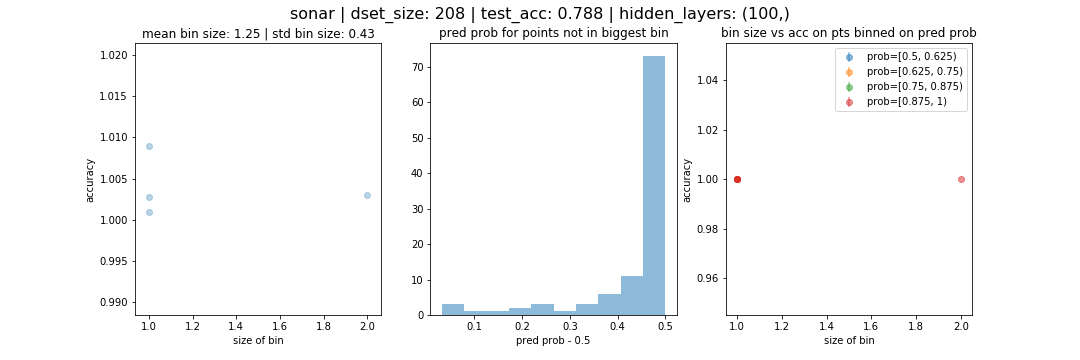 sonar | dset_size: 208 | test_acc: 0.788 | hidden_layers: (100,)
mean bin size: 1.25 | std bin size: 0.43
accuracy
1.020
1.015
1.010
1.005
1.000
0.995
0.990
1.0 1.2 1.4 1.6 1.8 2.0
size of bin
pred prob for points not in biggest bin
70
60
50
40
30
20
10
0
0.1 0.2 0.3 0.4 0.5
pred prob - 0.5
bin size vs acc on pts binned on pred prob
prob=[0.5, 0.625)
prob=[0.625, 0.75)
prob=[0.75, 0.875)
prob=[0.875, 1)
accuracy
1.04
1.02
1.00
0.98
0.96
1.0 1.2 1.4 1.6 1.8 2.0
size of bin